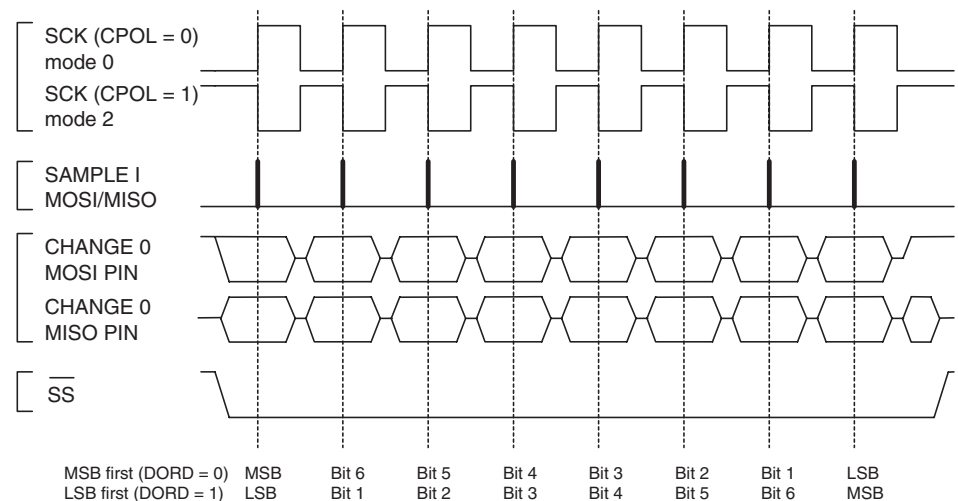 SCK (CPOL = 0)
mode 0
SCK (CPOL = 1)
mode 2
SAMPLE I
MOSI/MISO
CHANGE 0
MOSI PIN
CHANGE 0
MISO PIN
SS
MSB first (DORD = 0) MSB Bit 6 Bit 5 Bit 4 Bit 3 Bit 2 Bit 1 LSB
LSB first (DORD = 1) LSB Bit 1 Bit 2 Bit 3 Bit 4 Bit 5 Bit 6 MSB